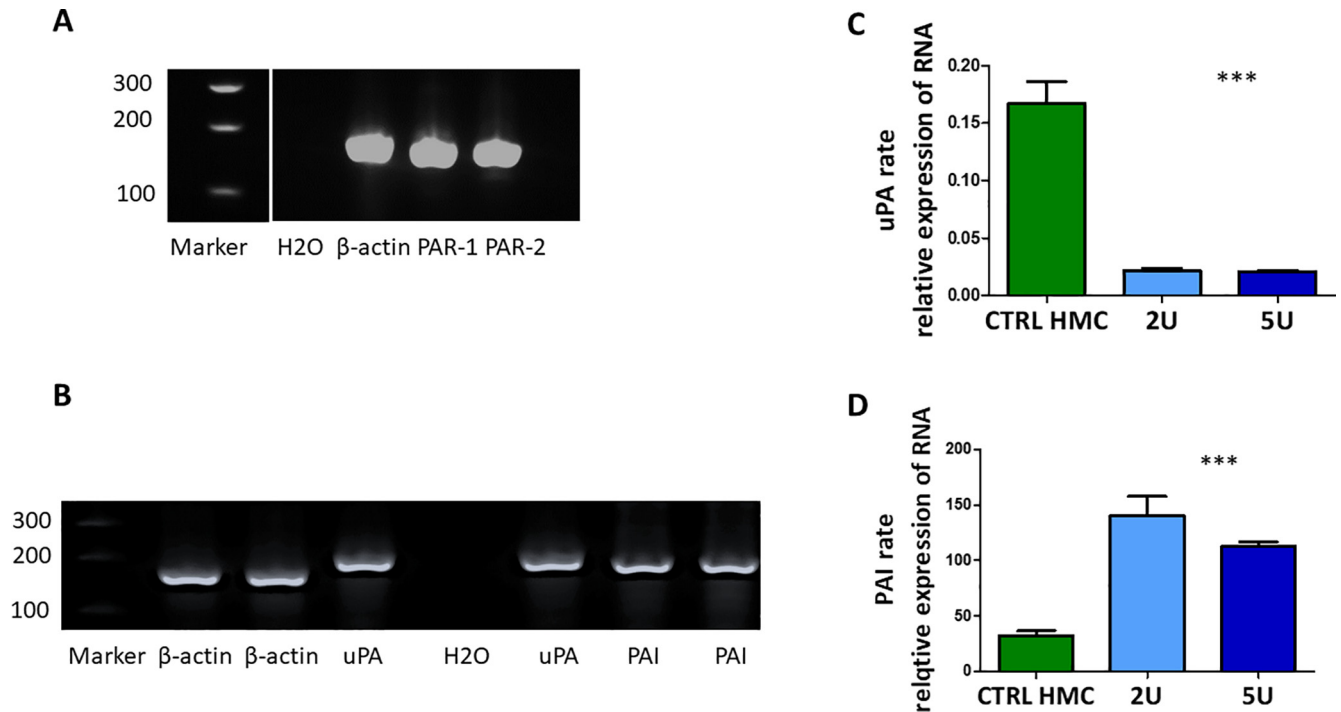 A
300
200
100
Marker H2O β-actin PAR-1 PAR-2
B
300
200
100
Marker β-actin β-actin uPA H2O uPA PAI PAI
C
uPA rate
relative expression of RNA
0.20
0.15
0.10
0.05
0.00
***
CTRL HMC 2U 5U
D
PAI rate
relqtive expression of RNA
200
150
100
50
0
***
CTRL HMC 2U 5U